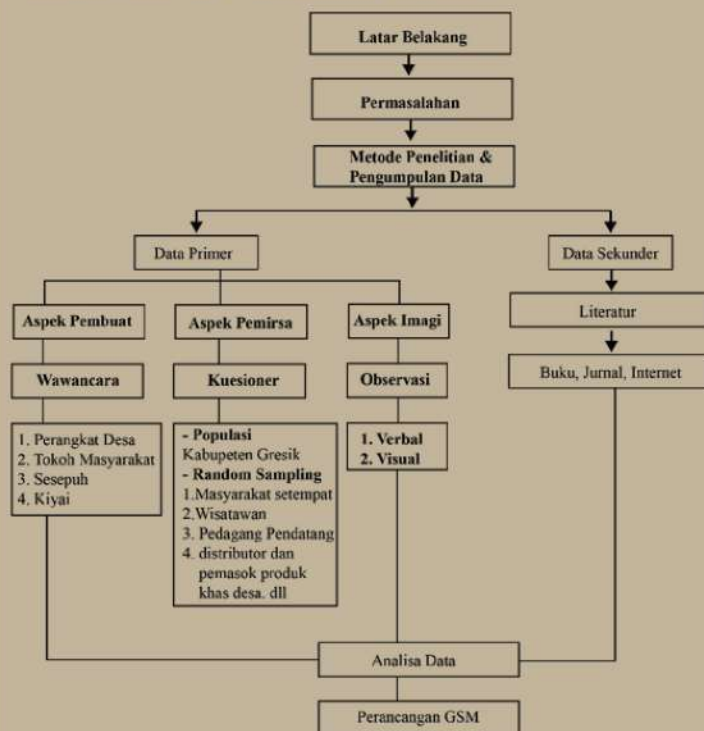 Latar Belakang
Permasalahan
Metode Penelitian &
Pengumpulan Data
Data Primer
Data Sekunder
Aspek Pembuat
Aspek Pemirsa
Aspek Imagi
Literatur
Wawancara
Kuesioner
Observasi
Buku, Jurnal, Internet
1. Perangkat Desa
2. Tokoh Masyarakat
3. Sesepuh
4. Kiyai
- Populasi
Kabupeten Gresik
- Random Sampling
1.Masyarakat setempat
2.Wisatawan
3. Pedagang Pendatang
4. distributor dan
pemasok produk
khas desa. dll
1. Verbal
2. Visual
Analisa Data
Perancangan GSM